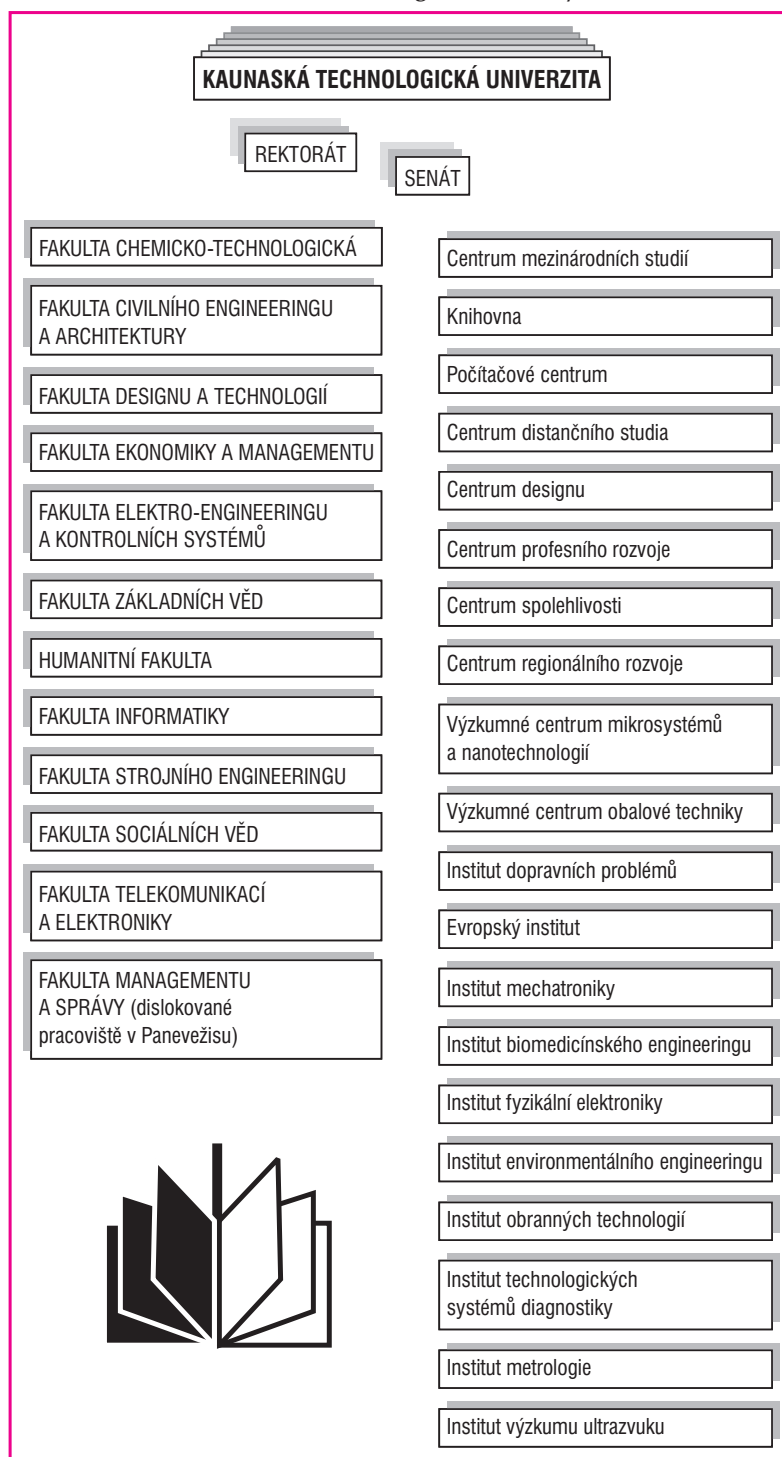 KAUNASKÁ TECHNOLOGICKÁ UNIVERZITA
REKTORÁT
SENÁT
FAKULTA CHEMICKO-TECHNOLOGICKÁ
FAKULTA CIVILNÍHO ENGINEERINGU
A ARCHITEKTURY
FAKULTA DESIGNU A TECHNOLOGIÍ
FAKULTA EKONOMIKY A MANAGEMENTU
FAKULTA ELEKTRO-ENGINEERINGU
A KONTROLNÍCH SYSTÉMŮ
FAKULTA ZÁKLADNÍCH VĚD
HUMANITNÍ FAKULTA
FAKULTA INFORMATIKY
FAKULTA STROJNÍHO ENGINEERINGU
FAKULTA SOCIÁLNÍCH VĚD
FAKULTA TELEKOMUNIKACÍ
A ELEKTRONIKY
FAKULTA MANAGEMENTU
A SPRÁVY (dislokované
pracoviště v Panevežisu)
Centrum mezinárodních studií
Knihovna
Počítačové centrum
Centrum distančního studia
Centrum designu
Centrum profesního rozvoje
Centrum spolehlivosti
Centrum regionálního rozvoje
Výzkumné centrum mikrosystémů
a nanotechnologií
Výzkumné centrum obalové techniky
Institut dopravních problémů
Evropský institut
Institut mechatroniky
Institut biomedicínského engineeringu
Institut fyzikální elektroniky
Institut environmentálního engineeringu
Institut obranných technologií
Institut technologických
systémů diagnostiky
Institut metrologie
Institut výzkumu ultrazvuku